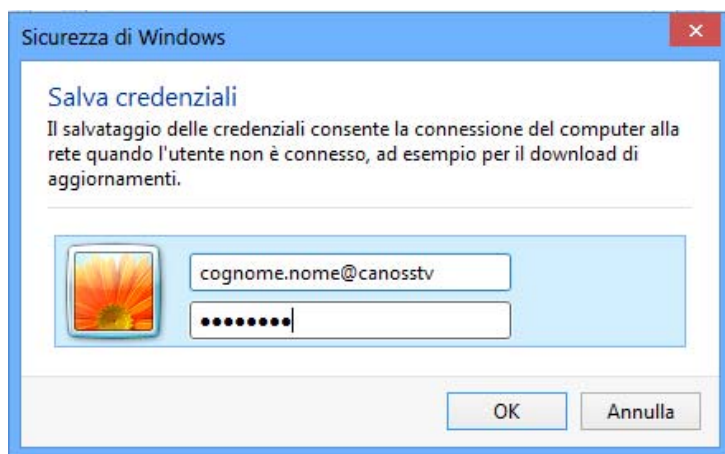 Sicurezza di Windows
Salva credenziali
Il salvataggio delle credenziali consente la connessione del computer alla
rete quando l'utente non è connesso, ad esempio per il download di
aggiornamenti.
cognome.nome@canosstv
●●●●●●●●
OK
Annulla